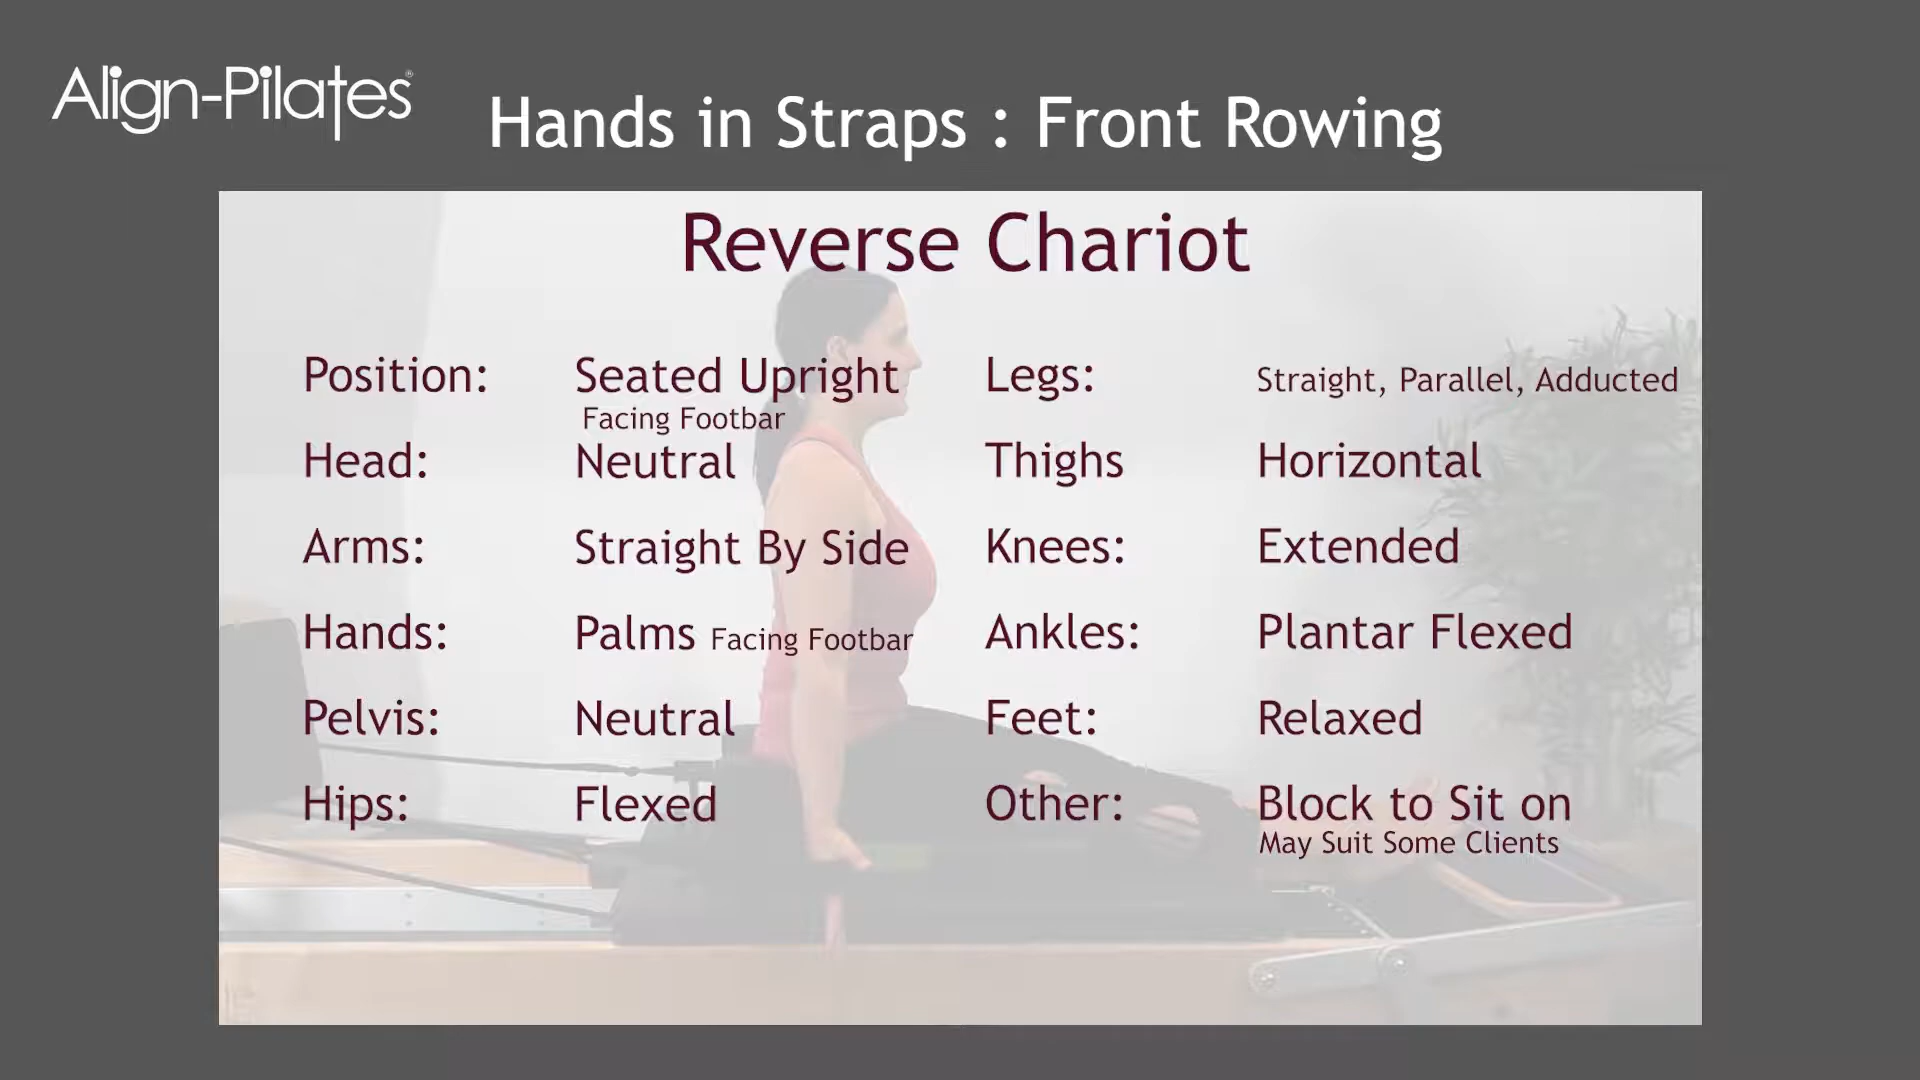 Align-Pilates®
Hands in Straps : Front Rowing
Reverse Chariot
Position: Seated Upright
Facing Footbar
Head: Neutral
Arms: Straight By Side
Hands: Palms Facing Footbar
Pelvis: Neutral
Hips: Flexed
Legs: Straight, Parallel, Adducted
Thighs Horizontal
Knees: Extended
Ankles: Plantar Flexed
Feet: Relaxed
Other: Block to Sit on
May Suit Some Clients